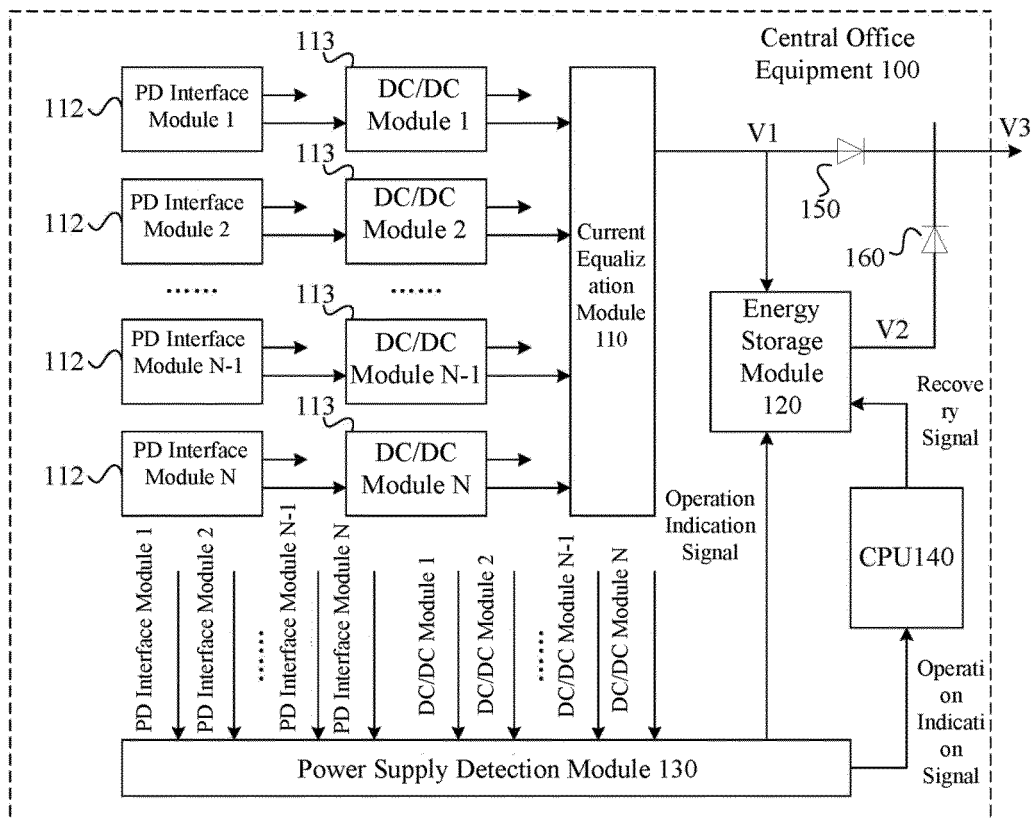 Central Office
Equipment 100
113
PD Interface
Module 1
112
DC/DC
Module 1
113
PD Interface
Module 2
112
DC/DC
Module 2
······
······
113
PD Interface
Module N-1
112
DC/DC
Module N-1
113
PD Interface
Module N
112
DC/DC
Module N
Current
Equaliz
ation
Module
110
V1
V3
150
160
Energy
Storage
Module
120
V2
Recove
ry
Signal
Operation
Indication
Signal
CPU140
PD Interface Module 1
PD Interface Module 2
······
PD Interface Module N-1
PD Interface Module N
DC/DC Module 1
DC/DC Module 2
······
DC/DC Module N-1
DC/DC Module N
Operati
on
Indicati
on
Signal
Power Supply Detection Module 130